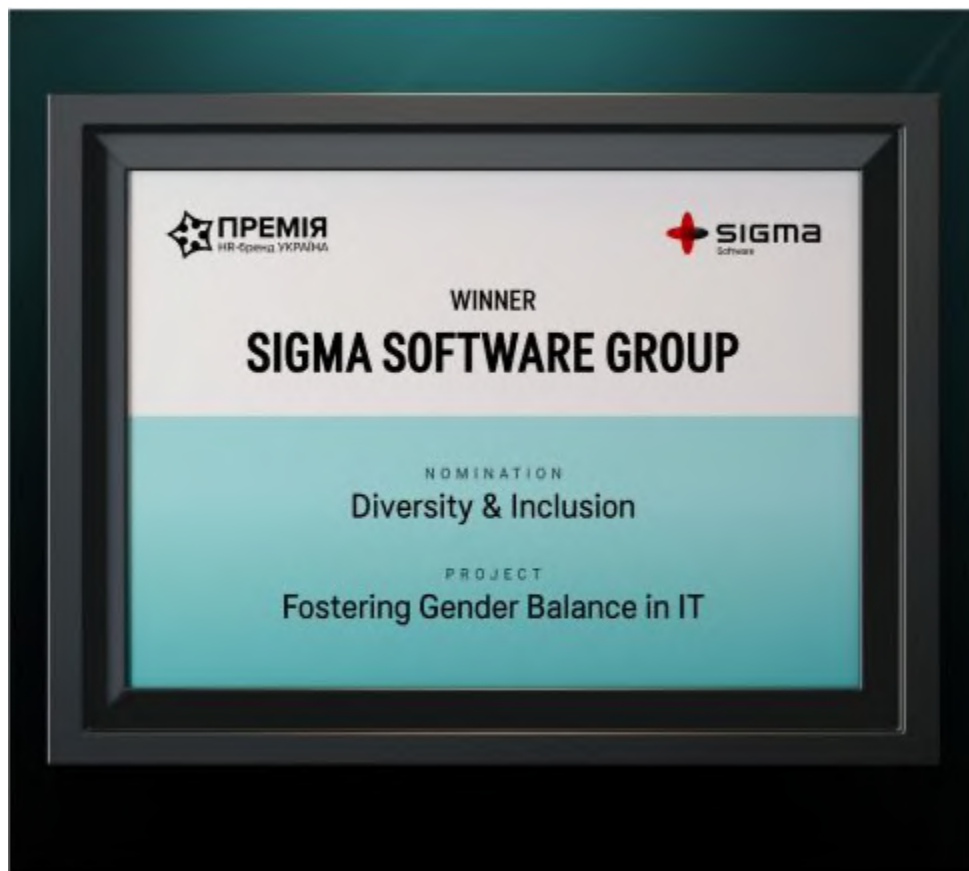 ПРЕМІЯ
HR-бренд УКРАЇНА
sigma
Software
WINNER
SIGMA SOFTWARE GROUP
NOMINATION
Diversity & Inclusion
PROJECT
Fostering Gender Balance in IT